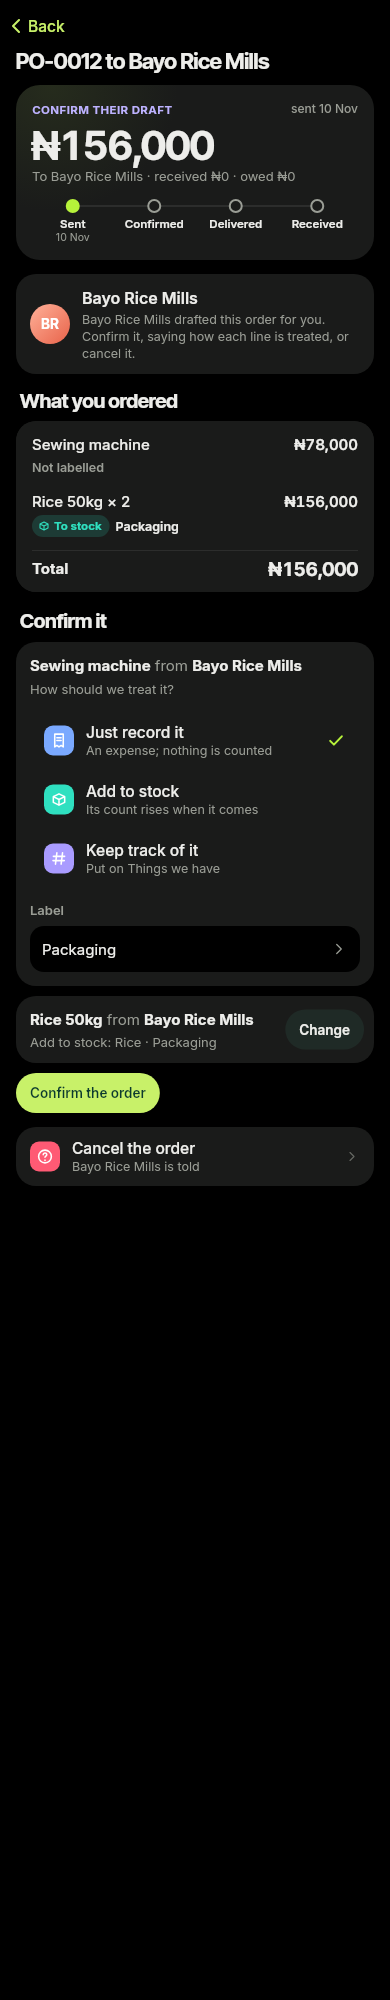 Back
PO-0012 to Bayo Rice Mills
CONFIRM THEIR DRAFT
sent 10 Nov
₦156,000
To Bayo Rice Mills · received ₦0 · owed ₦0
Sent
Confirmed
Delivered
Received
10 Nov
BR
Bayo Rice Mills
Bayo Rice Mills drafted this order for you.
Confirm it, saying how each line is treated, or
cancel it.
What you ordered
Sewing machine
₦78,000
Not labelled
Rice 50kg × 2
₦156,000
To stock
Packaging
Total
₦156,000
Confirm it
Sewing machine from Bayo Rice Mills
How should we treat it?
Just record it
An expense; nothing is counted
Add to stock
Its count rises when it comes
Keep track of it
Put on Things we have
Label
Packaging
Rice 50kg from Bayo Rice Mills
Add to stock: Rice · Packaging
Change
Confirm the order
Cancel the order
Bayo Rice Mills is told